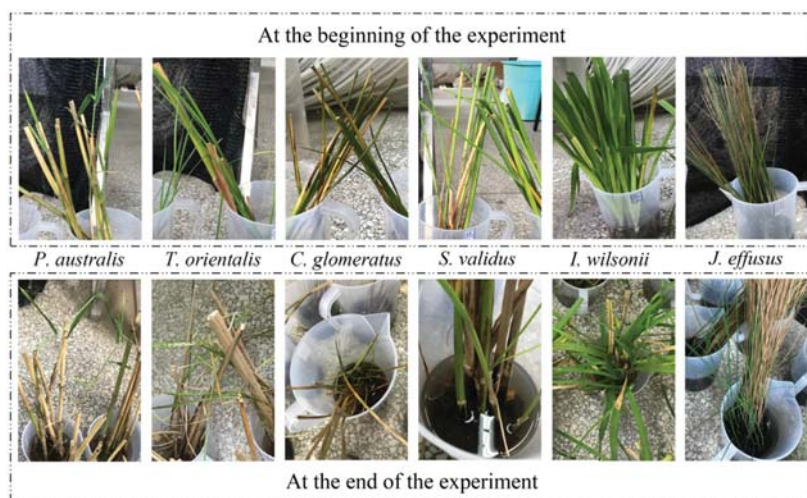 At the beginning of the experiment
P. australis T. orientalis C. glomeratus S. validus I. wilsonii J. effusus
At the end of the experiment